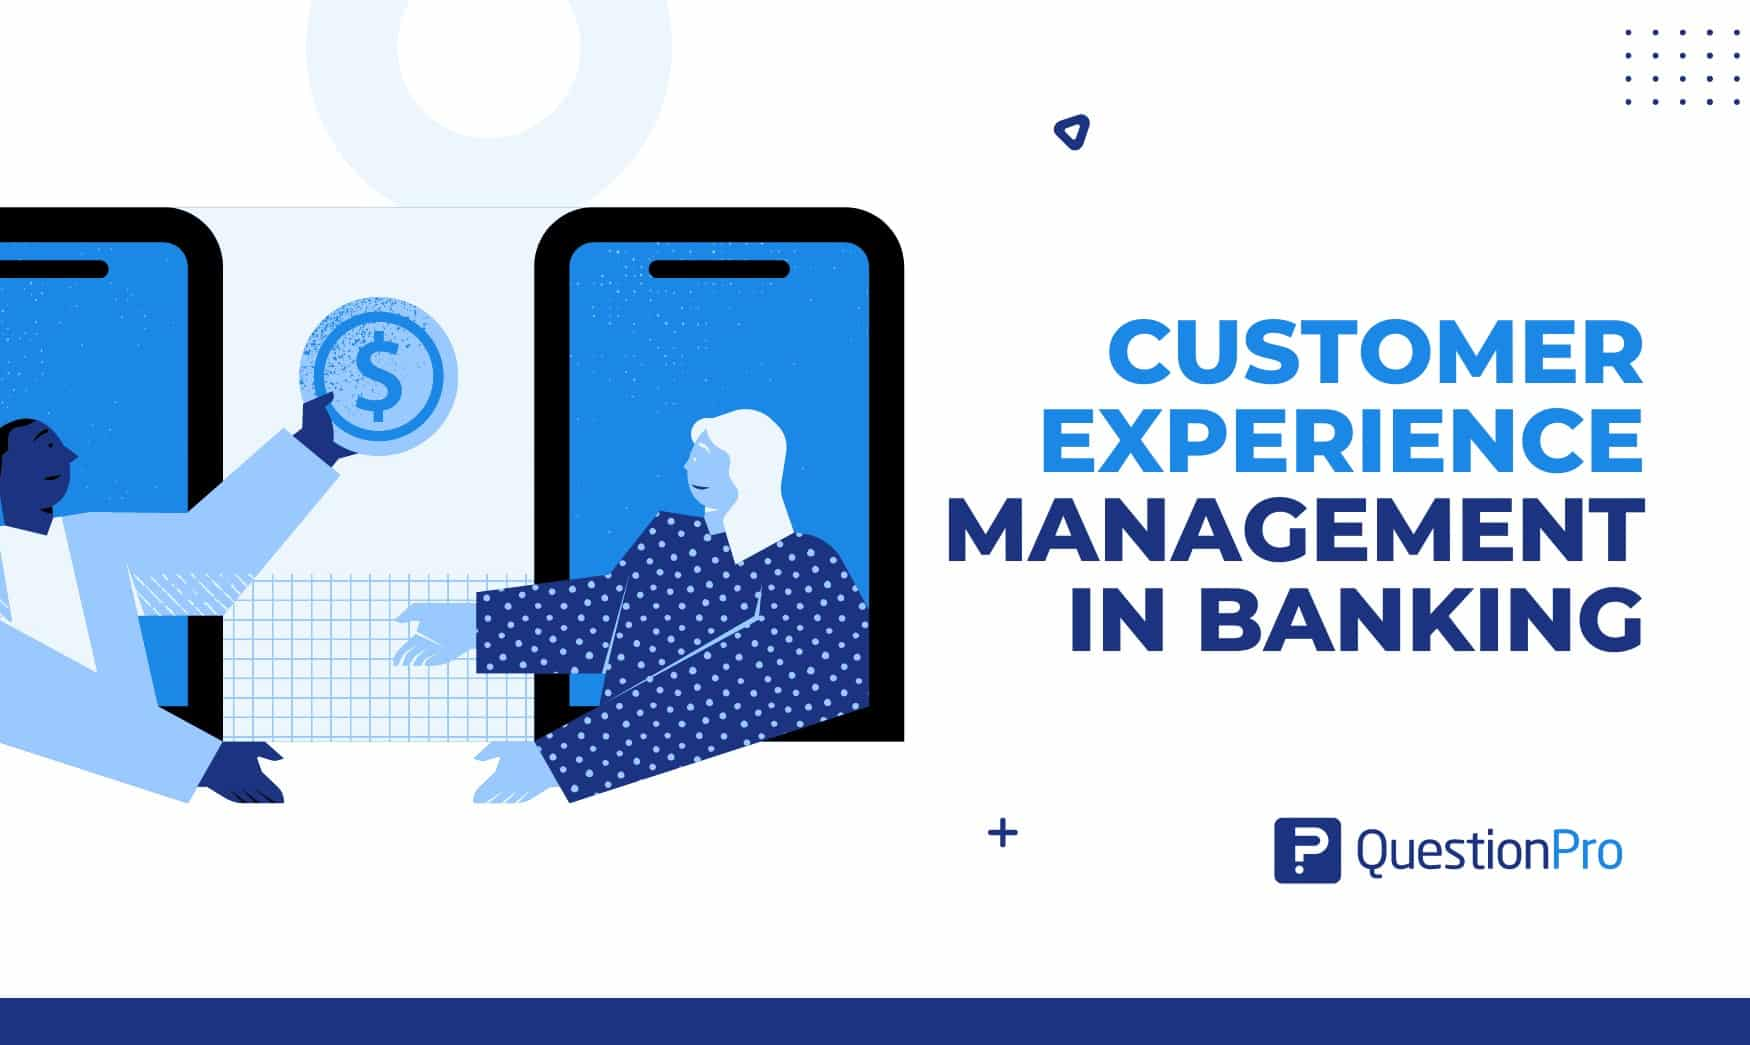 $
CUSTOMER
EXPERIENCE
MANAGEMENT
IN BANKING
QuestionPro